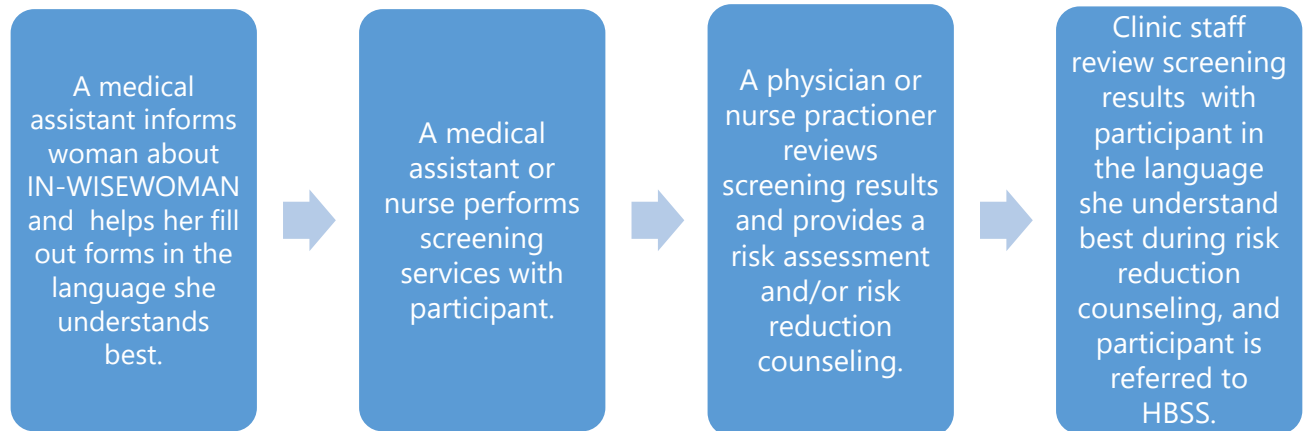 A medical
assistant informs
woman about
IN-WISEWOMAN
and helps her fill
out forms in the
language she
understands
best.
A medical
assistant or
nurse performs
screening
services with
participant.
A physician or
nurse practioner
reviews
screening results
and provides a
risk assessment
and/or risk
reduction
counseling.
Clinic staff
review screening
results with
participant in
the language
she understand
best during risk
reduction
counseling, and
participant is
referred to
HBSS.